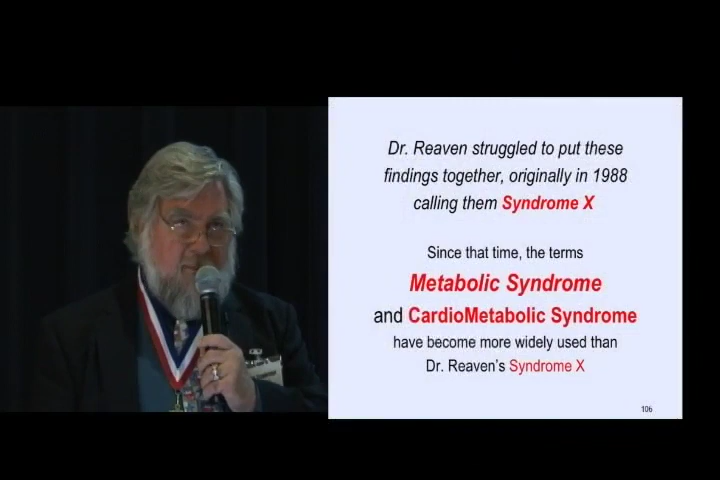 Dr. Reaven struggled to put these
findings together, originally in 1988
calling them Syndrome X
Since that time, the terms
Metabolic Syndrome
and CardioMetabolic Syndrome
have become more widely used than
Dr. Reaven's Syndrome X
106